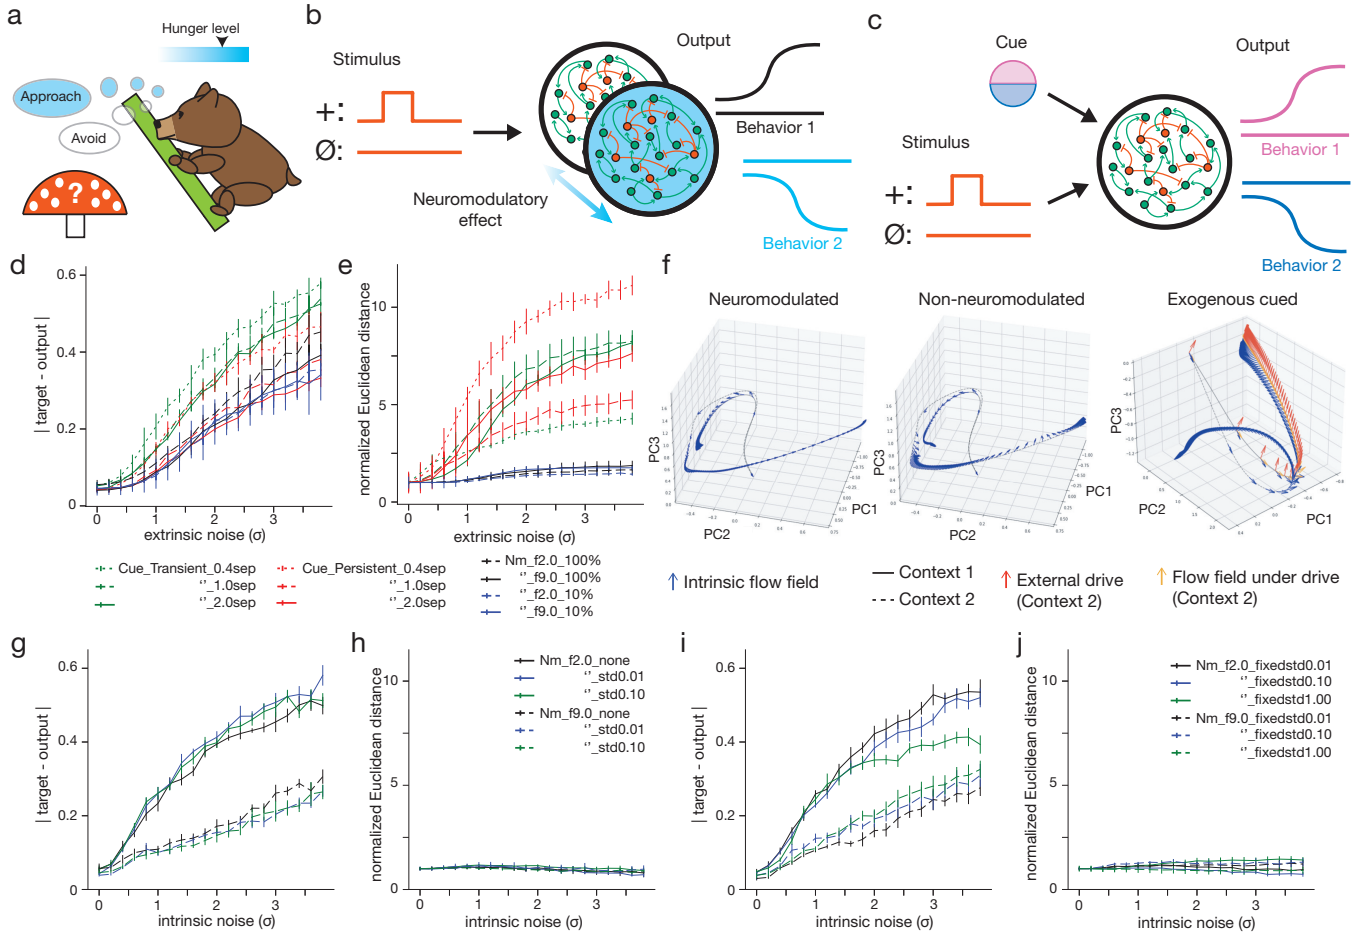 a
Hunger level
Approach
Avoid
?
b
Stimulus
+:
Ø:
Neuromodulatory
effect
Output
Behavior 1
Behavior 2
c
Cue
Stimulus
+:
Ø:
Output
Behavior 1
Behavior 2
d
| target - output |
0.6
0.4
0.2
0
0 1 2 3
extrinsic noise (σ)
e
normalized Euclidean distance
10
5
0
0 1 2 3
extrinsic noise (σ)
Cue_Transient_0.4sep
‘’_1.0sep
‘’_2.0sep
Cue_Persistent_0.4sep
‘’_1.0sep
‘’_2.0sep
Nm_f2.0_100%
‘’_f9.0_100%
‘’_f2.0_10%
‘’_f9.0_10%
f
Neuromodulated
PC3
PC2
PC1
Non-neuromodulated
PC3
PC2
PC1
Exogenous cued
PC3
PC2
PC1
Intrinsic flow field
Context 1
Context 2
External drive
(Context 2)
Flow field under drive
(Context 2)
g
| target - output |
0.6
0.4
0.2
0
0 1 2 3
intrinsic noise (σ)
h
normalized Euclidean distance
10
5
0
0 1 2 3
intrinsic noise (σ)
Nm_f2.0_none
‘’_std0.01
‘’_std0.10
Nm_f9.0_none
‘’_std0.01
‘’_std0.10
i
| target - output |
0.6
0.4
0.2
0
0 1 2 3
intrinsic noise (σ)
j
normalized Euclidean distance
10
5
0
0 1 2 3
intrinsic noise (σ)
Nm_f2.0_fixedstd0.01
‘’_fixedstd0.10
‘’_fixedstd1.00
Nm_f9.0_fixedstd0.01
‘’_fixedstd0.10
‘’_fixedstd1.00